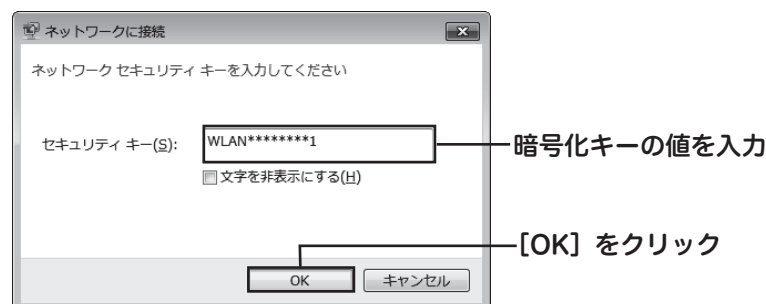 ネットワークに接続
ネットワーク セキュリティ キーを入力してください
セキュリティ キー(S):
WLAN********1
暗号化キーの値を入力
文字を非表示にする(H)
[OK] をクリック
OK
キャンセル